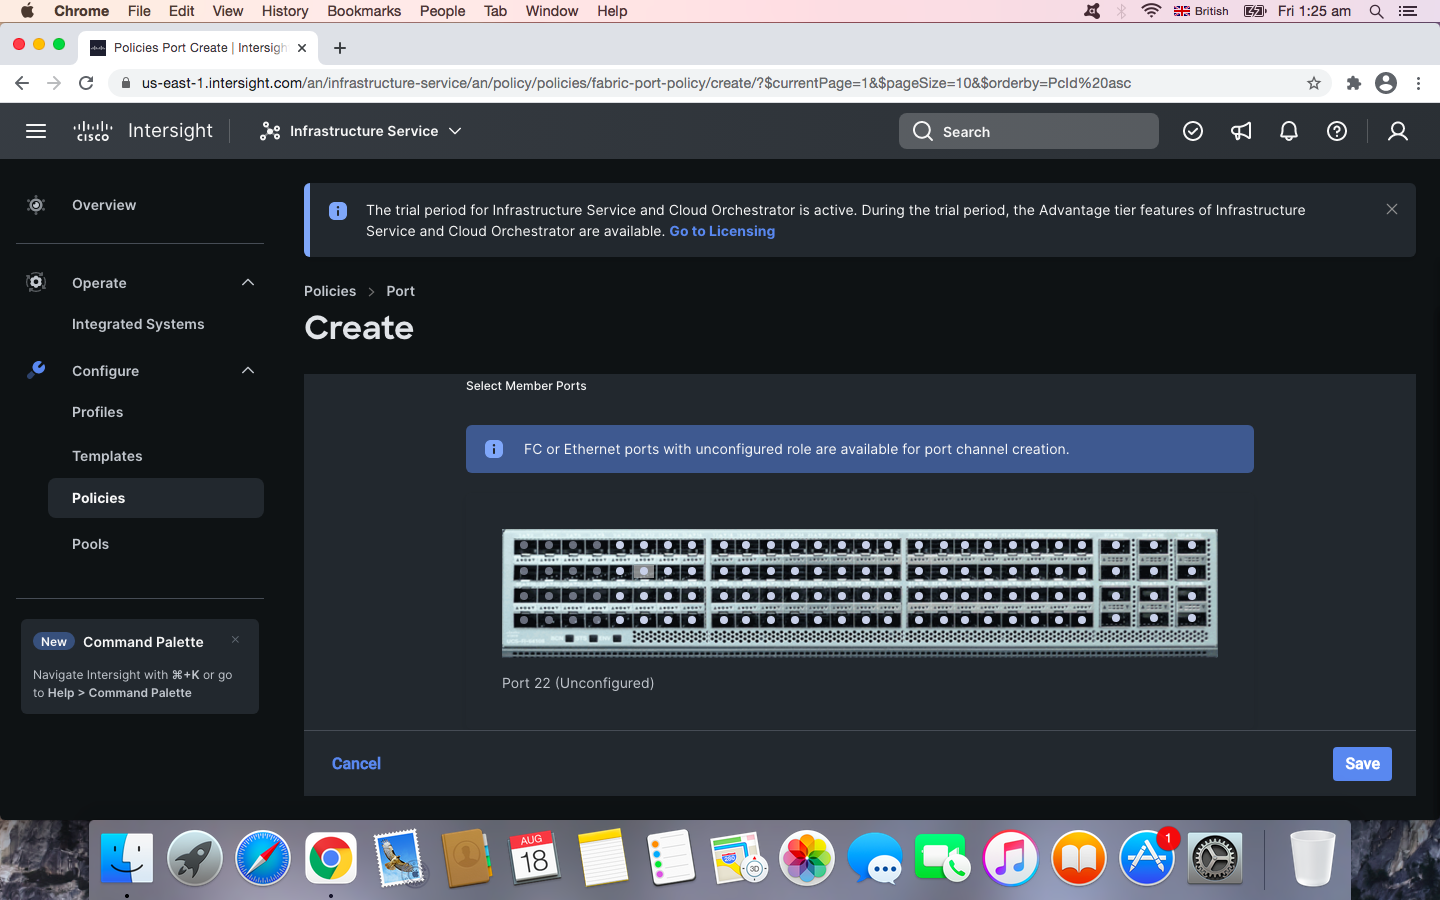 Chrome File Edit View History Bookmarks People Tab Window Help British Fri 1:25 am
Policies Port Create | Intersigh
us-east-1.intersight.com/an/infrastructure-service/an/policy/policies/fabric-port-policy/create/?$currentPage=1&$pageSize=10&$orderby=PcId%20asc
CISCO Intersight Infrastructure Service Search
Overview
Operate
Integrated Systems
Configure
Profiles
Templates
Policies
Pools
New Command Palette
Navigate Intersight with ⌘+K or go
to Help > Command Palette
The trial period for Infrastructure Service and Cloud Orchestrator is active. During the trial period, the Advantage tier features of Infrastructure
Service and Cloud Orchestrator are available. Go to Licensing
Policies > Port
Create
Select Member Ports
FC or Ethernet ports with unconfigured role are available for port channel creation.
Port 22 (Unconfigured)
Cancel
Save
AUG
18
280
3D
1